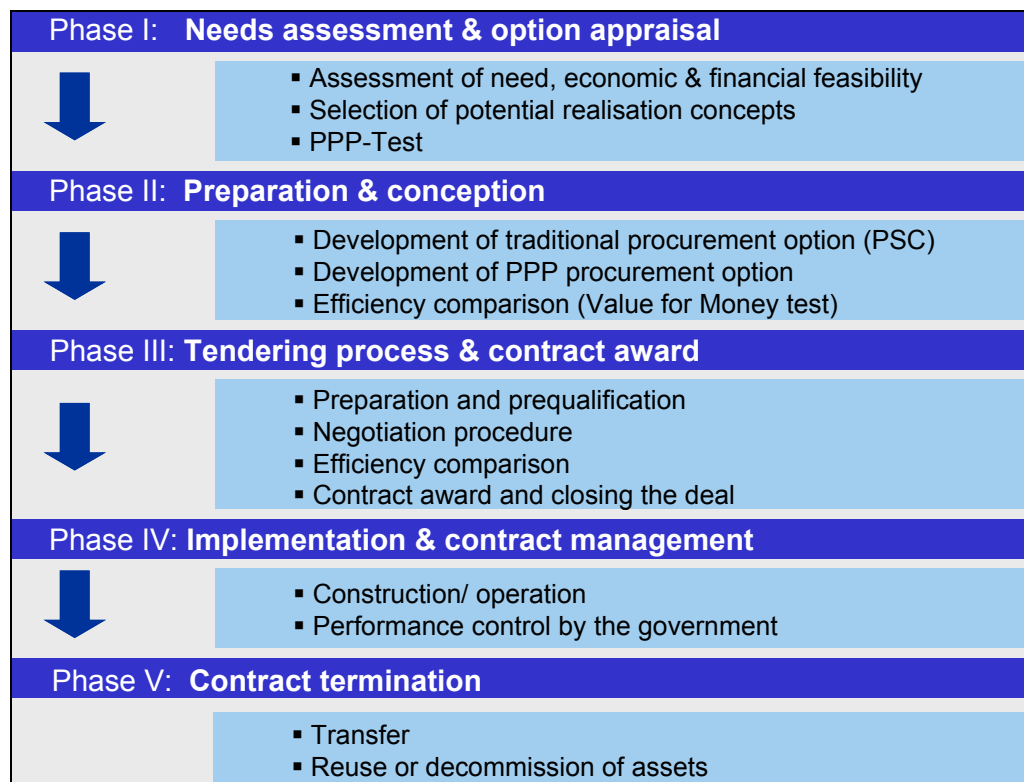 Phase I: Needs assessment & option appraisal
▪ Assessment of need, economic & financial feasibility
▪ Selection of potential realisation concepts
▪ PPP-Test
Phase II: Preparation & conception
▪ Development of traditional procurement option (PSC)
▪ Development of PPP procurement option
▪ Efficiency comparison (Value for Money test)
Phase III: Tendering process & contract award
▪ Preparation and prequalification
▪ Negotiation procedure
▪ Efficiency comparison
▪ Contract award and closing the deal
Phase IV: Implementation & contract management
▪ Construction/ operation
▪ Performance control by the government
Phase V: Contract termination
▪ Transfer
▪ Reuse or decommission of assets